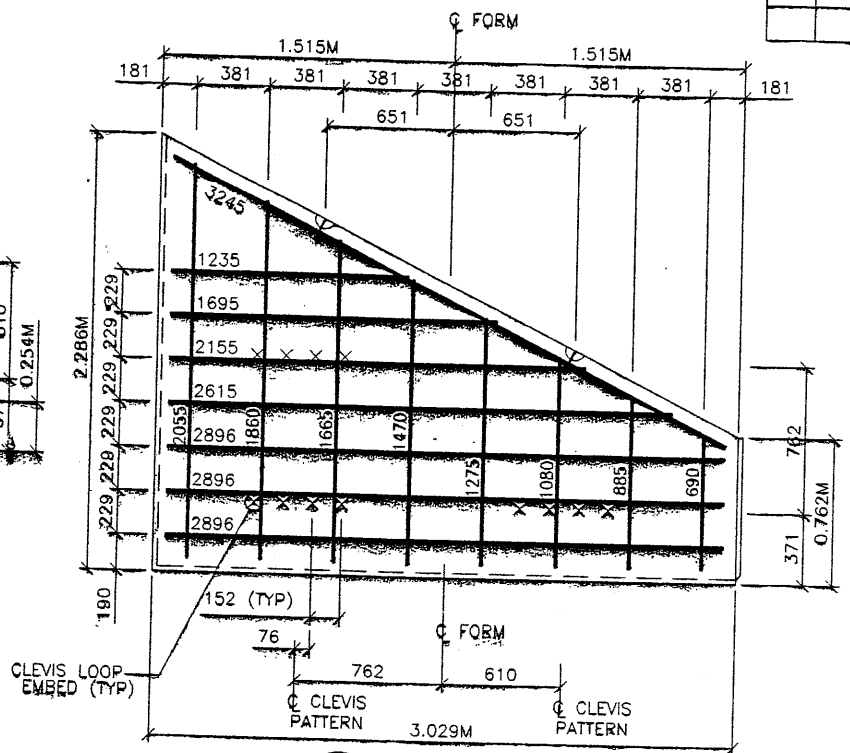 ℄ FORM
1.515M 1.515M
181 381 381 381 381 381 381 381 181
651 651
3245
1235
1695
2155
2615
2896
2896
2896
229
229
229
229
229
229
190
2.286M
0.254M
2055
1860
1665
1470
1275
1080
885
690
762
371
0.762M
152 (TYP)
76
℄ FORM
CLEVIS LOOP
EMBED (TYP)
762 610
℄ CLEVIS
PATTERN
℄ CLEVIS
PATTERN
3.029M